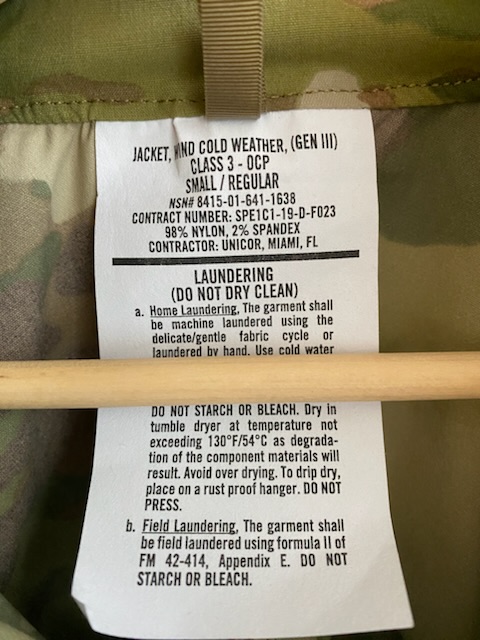 JACKET, WIND COLD WEATHER, (GEN III)
CLASS 3 - OCP
SMALL / REGULAR
NSN# 8415-01-641-1638
CONTRACT NUMBER: SPE1C1-19-D-F023
98% NYLON, 2% SPANDEX
CONTRACTOR: UNICOR, MIAMI, FL
LAUNDERING
(DO NOT DRY CLEAN)
a. Home Laundering, The garment shall
be machine laundered using the
delicate/gentle fabric cycle or
laundered by hand. Use cold water
DO NOT STARCH OR BLEACH. Dry in
tumble dryer at temperature not
exceeding 130°F/54°C as degrada-
tion of the component materials will
result. Avoid over drying. To drip dry,
place on a rust proof hanger. DO NOT
PRESS.
b. Field Laundering, The garment shall
be field laundered using formula II of
FM 42-414, Appendix E. DO NOT
STARCH OR BLEACH.